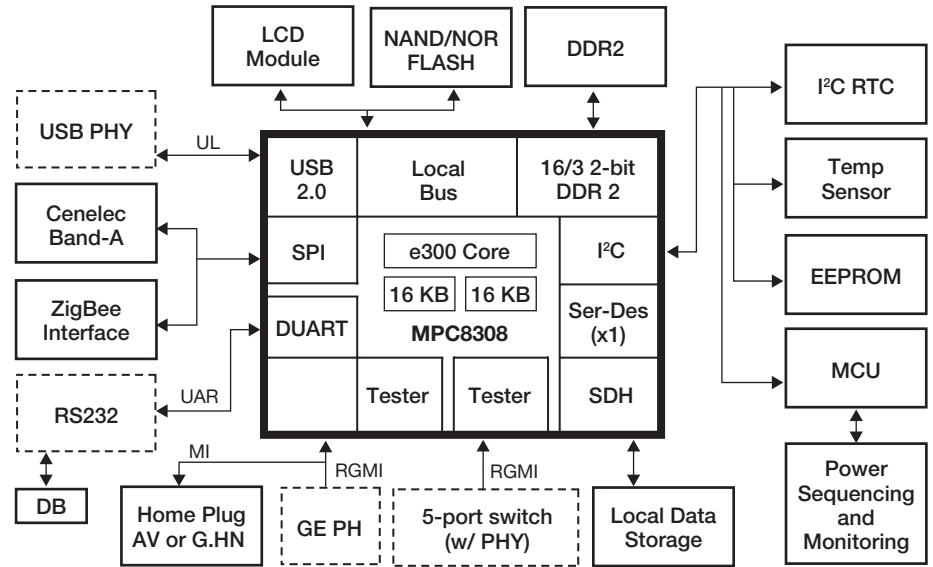 LCD
Module
NAND/NOR
FLASH
DDR2
I²C RTC
USB PHY
UL
USB
2.0
Local
Bus
16/3 2-bit
DDR 2
Temp
Sensor
Cenelec
Band-A
SPI
e300 Core
I²C
EEPROM
16 KB
16 KB
ZigBee
Interface
DUART
MPC8308
Ser-Des
(x1)
MCU
RS232
UAR
Tester
Tester
SDH
MI
RGMI
RGMI
DB
Home Plug
AV or G.HN
GE PH
5-port switch
(w/ PHY)
Local Data
Storage
Power
Sequencing
and
Monitoring